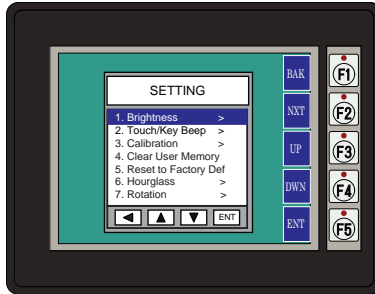 SETTING
1. Brightness >
2. Touch/Key Beep >
3. Calibration >
4. Clear User Memory
5. Reset to Factory Def
6. Hourglass >
7. Rotation >
ENT
BAK
NXT
UP
DWN
ENT
F1
F2
F3
F4
F5